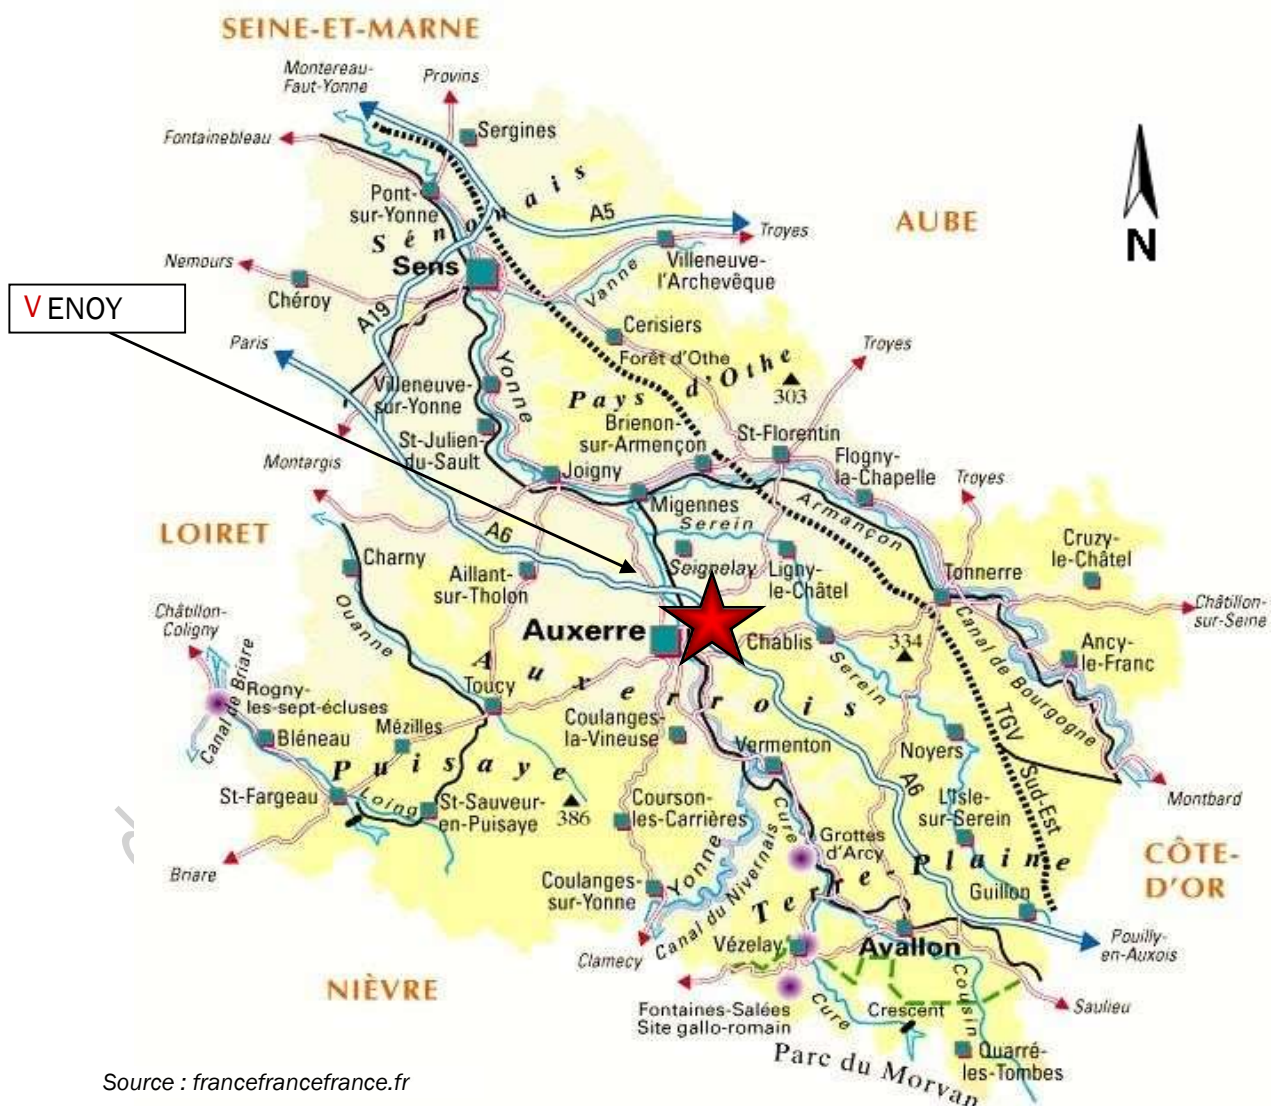 SEINE-ET-MARNE
Montereau-
Faut-Yonne
Provins
Fontainebleau
Sergines
Pont-
sur-Yonne
Sénonais
A5
Troyes
AUBE
N
Nemours
Chéroy
Sens
Vanne
Villeneuve-
l'Archevêque
VENOY
A19
Cerisiers
Paris
Forêt d'Othe
Troyes
Villeneuve-
sur-Yonne
Yonne
Pays d'Othe
303
St-Julien-
du-Sault
Brienon-
sur-Armençon
St-Florentin
Montargis
Joigny
Flogny-
la-Chapelle
Troyes
Migennes
Armançon
LOIRET
A6
Serein
Cruzy-
le-Châtel
Charny
Aillant-
sur-Tholon
Seignelay
Ligny-
le-Châtel
Tonnerre
Châtillon-
Coligny
Ouanne
Châtillon-
sur-Seine
Auxerre
Chablis
334
Canal de Bourgogne
Ancy-
le-Franc
Canal de Briare
Auxerrois
Serein
Rogny-
les-sept-écluses
Toucy
Mézilles
Coulanges-
la-Vineuse
TGV
Sud-Est
Bléneau
Vermenton
Noyers
Puisaye
A6
St-Fargeau
Loing
St-Sauveur-
en-Puisaye
386
Courson-
les-Carrières
Cure
L'Isle-
sur-Serein
Montbard
Grottes
d'Arcy
Briare
Yonne
Canal du Nivernais
Terre Plaine
CÔTE-
D'OR
Coulanges-
sur-Yonne
Guillon
Clamecy
Vézelay
Avallon
Pouilly-
en-Auxois
NIÈVRE
Cousin
Fontaines-Salées
Site gallo-romain
Cure
Crescent
Saulieu
Parc du Morvan
Quarré-
les-Tombes
Source : francefrancefrance.fr